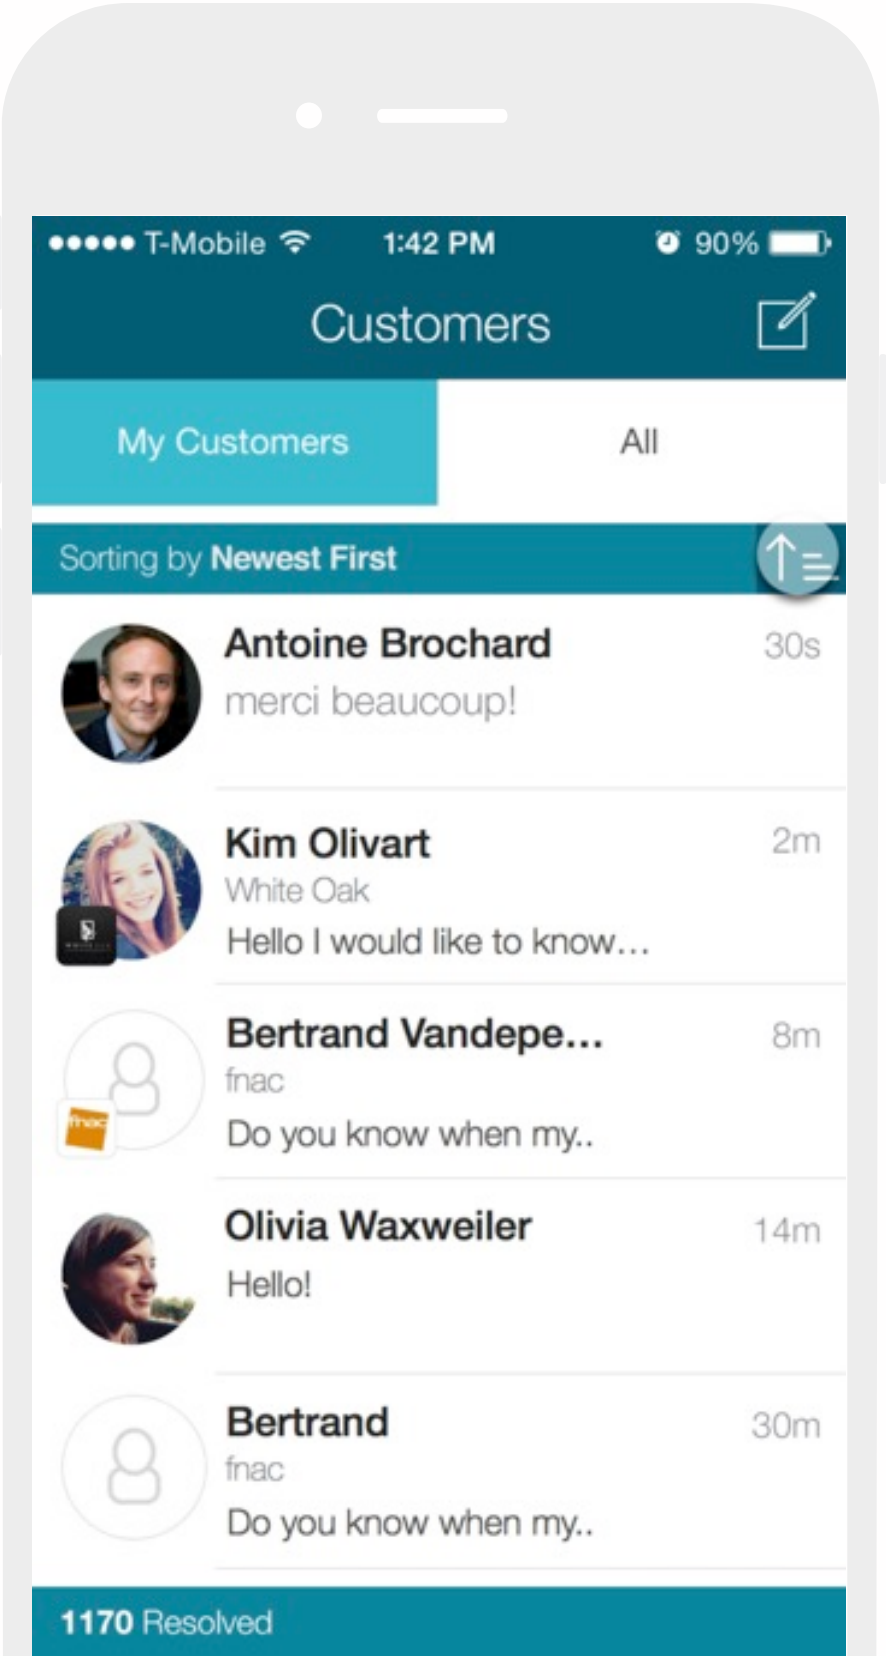 T-Mobile 1:42 PM 90%
Customers
My Customers All
Sorting by Newest First
Antoine Brochard 30s
merci beaucoup!
Kim Olivart 2m
White Oak
Hello I would like to know...
Bertrand Vandepe... 8m
fnac
fnac
Do you know when my..
Olivia Waxweiler 14m
Hello!
Bertrand 30m
fnac
Do you know when my..
1170 Resolved